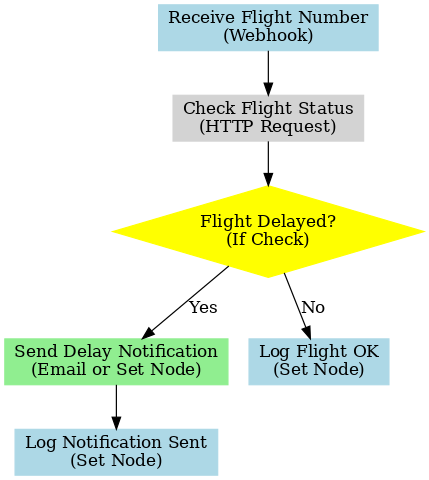 Receive Flight Number
(Webhook)
Check Flight Status
(HTTP Request)
Flight Delayed?
(If Check)
Yes
No
Send Delay Notification
(Email or Set Node)
Log Flight OK
(Set Node)
Log Notification Sent
(Set Node)